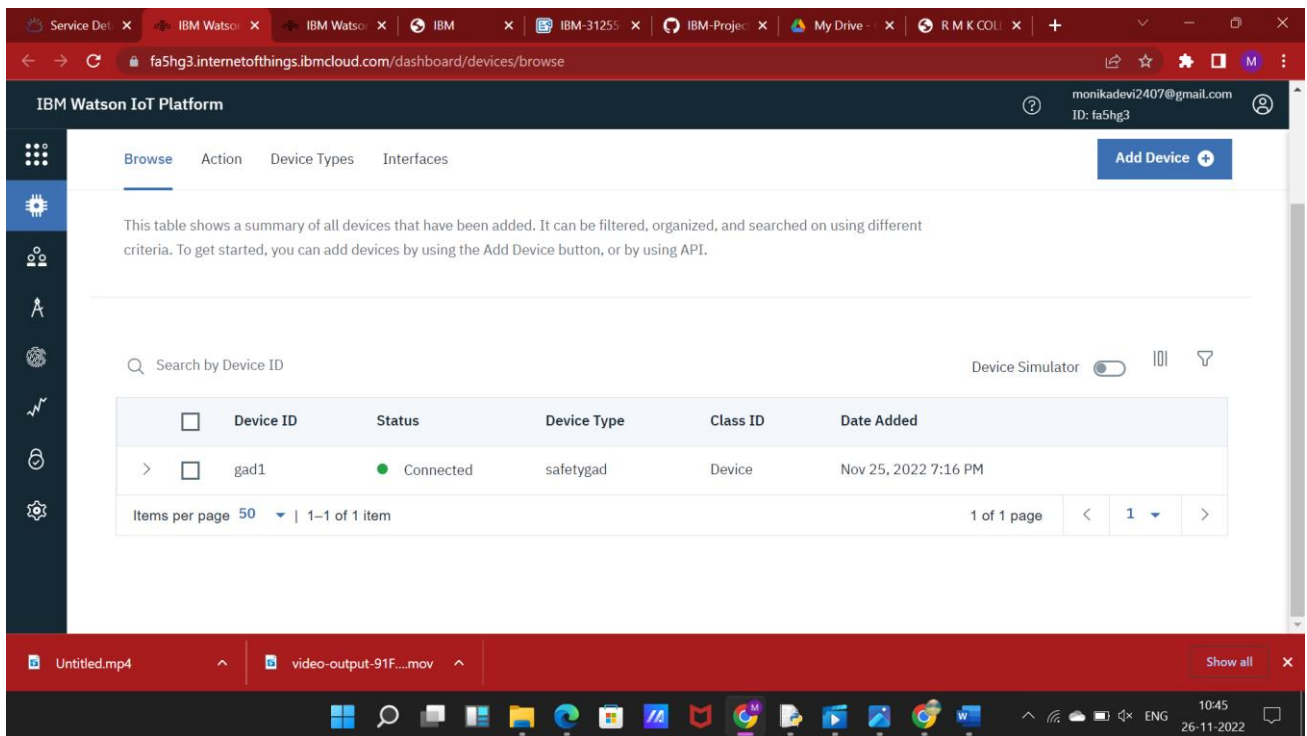 Service Det
IBM Watson
IBM Watson
IBM
IBM-31255
IBM-Projec
My Drive -
R M K COLL
fa5hg3.internetofthings.ibmcloud.com/dashboard/devices/browse
M
IBM Watson IoT Platform
monikadevi2407@gmail.com
ID: fa5hg3
Browse Action Device Types Interfaces
Add Device
This table shows a summary of all devices that have been added. It can be filtered, organized, and searched on using different
criteria. To get started, you can add devices by using the Add Device button, or by using API.
Search by Device ID
Device Simulator
Device ID Status Device Type Class ID Date Added
gad1 Connected safetygad Device Nov 25, 2022 7:16 PM
Items per page 50 | 1–1 of 1 item
1 of 1 page 1
Untitled.mp4
video-output-91F....mov
Show all
ENG
10:45
26-11-2022